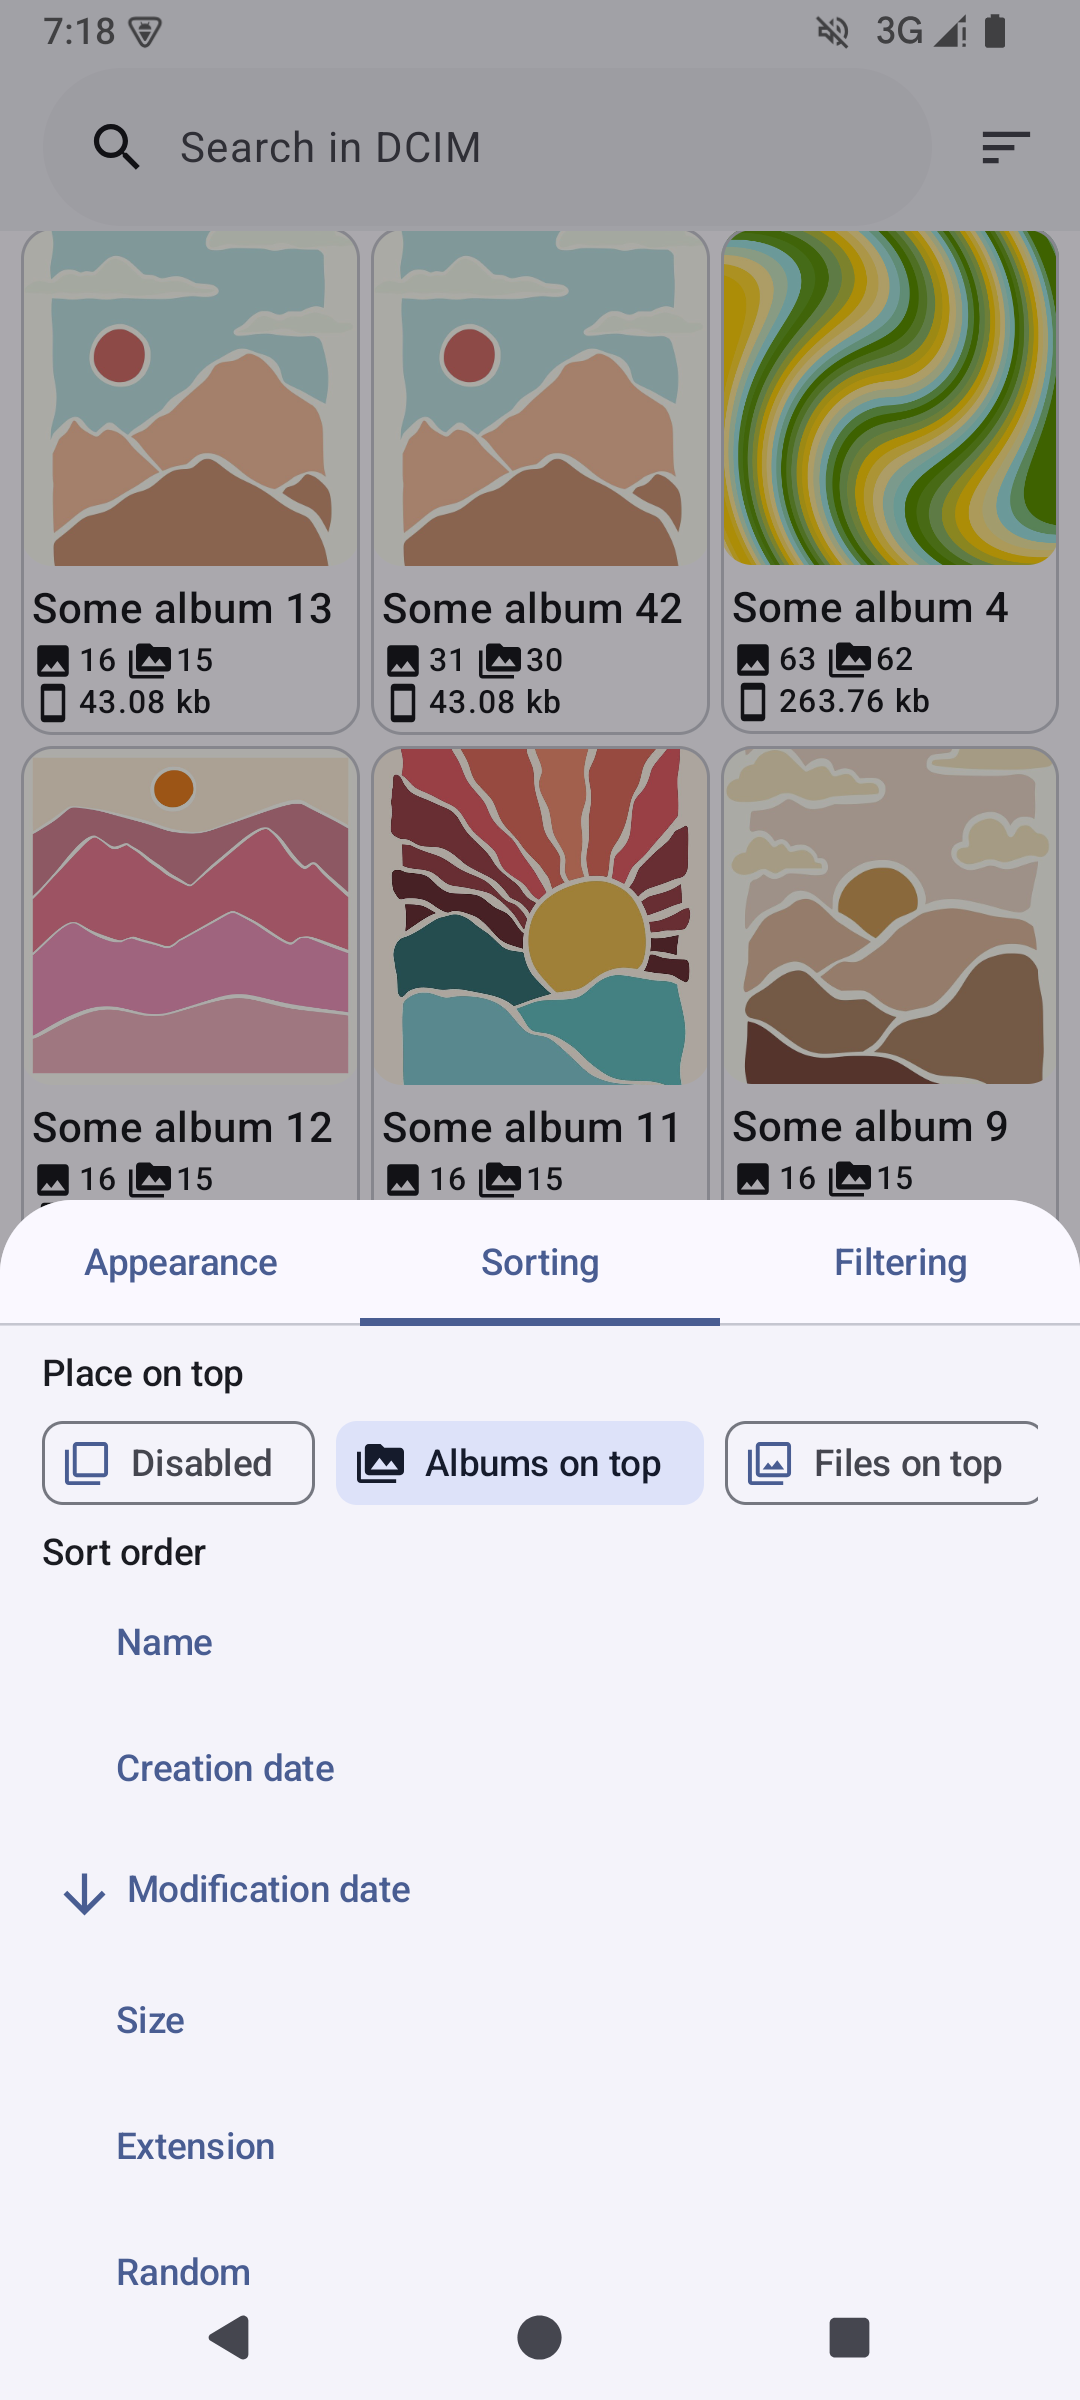 7:18 3G
Search in DCIM
Some album 13 Some album 42 Some album 4
16 15 31 30 63 62
43.08 kb 43.08 kb 263.76 kb
Some album 12 Some album 11 Some album 9
16 15 16 15 16 15
Appearance Sorting Filtering
Place on top
Disabled Albums on top Files on top
Sort order
Name
Creation date
Modification date
Size
Extension
Random